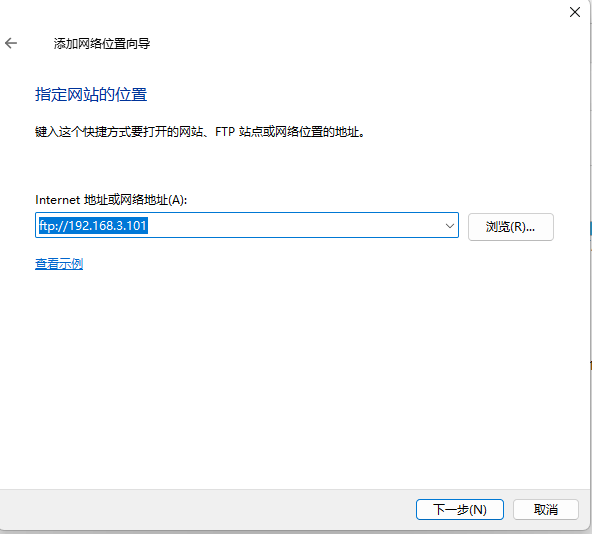 添加网络位置向导
指定网站的位置
键入这个快捷方式要打开的网站、FTP 站点或网络位置的地址。
Internet 地址或网络地址(A):
ftp://192.168.3.101
浏览(R)...
查看示例
下一步(N)
取消